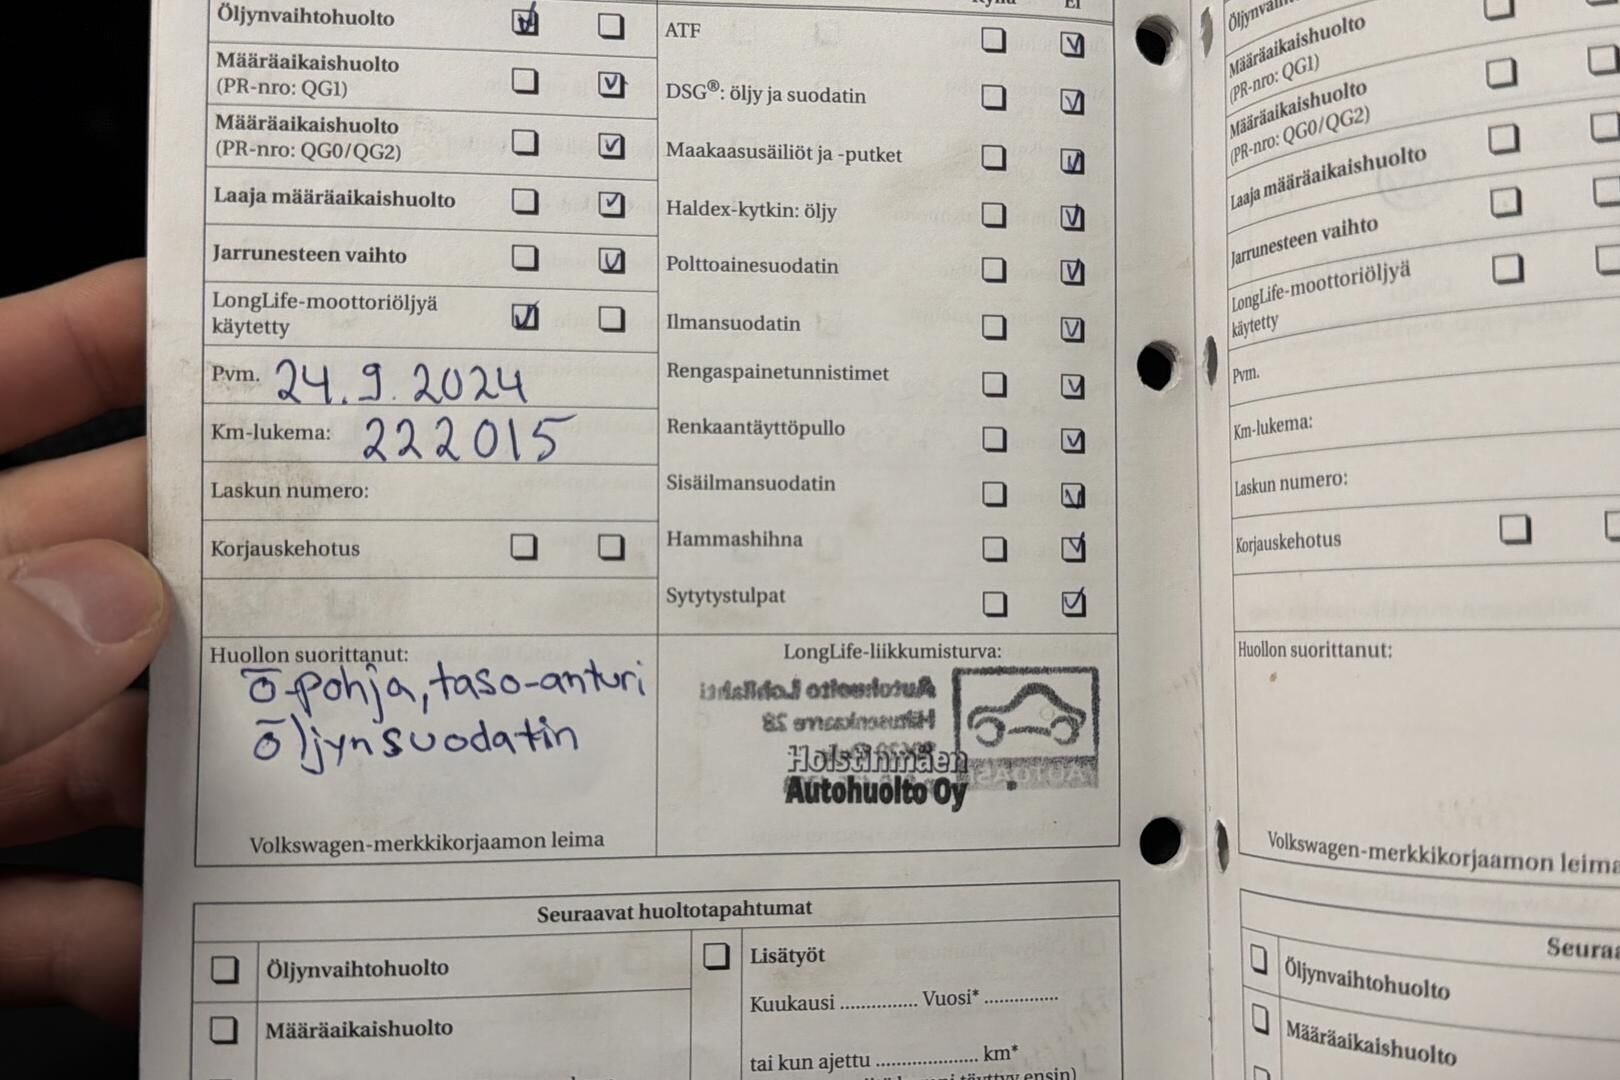 Öljynvaihtohuolto
Määräaikaishuolto
(PR-nro: QG1)
Määräaikaishuolto
(PR-nro: QG0/QG2)
Laaja määräaikaishuolto
Jarrunesteen vaihto
LongLife-moottoriöljyä
käytetty
Pvm. 24.9.2024
Km-lukema: 222015
Laskun numero:
Korjauskehotus
Huollon suorittanut:
ö-pohja, taso-anturi
öljynsuodatin
Volkswagen-merkkikorjaamon leima
Ei
ATF
DSG®: öljy ja suodatin
Maakaasusäiliöt ja -putket
Haldex-kytkin: öljy
Polttoainesuodatin
Ilmansuodatin
Rengaspainetunnistimet
Renkaantäyttöpullo
Sisäilmansuodatin
Hammashihna
Sytytystulpat
LongLife-liikkumisturva:
Holstinmäen
Autohuolto Oy
Seuraavat huoltotapahtumat
Öljynvaihtohuolto
Määräaikaishuolto
Lisätyöt
Kuukausi .............. Vuosi* ..............
tai kun ajettu .................... km*
Määräaikaishuolto
(PR-nro: QG1)
Määräaikaishuolto
(PR-nro: QG0/QG2)
Laaja määräaikaishuolto
Jarrunesteen vaihto
LongLife-moottoriöljyä
käytetty
Pvm.
Km-lukema:
Laskun numero:
Korjauskehotus
Huollon suorittanut:
Volkswagen-merkkikorjaamon leima
Öljynvaihtohuolto
Määräaikaishuolto